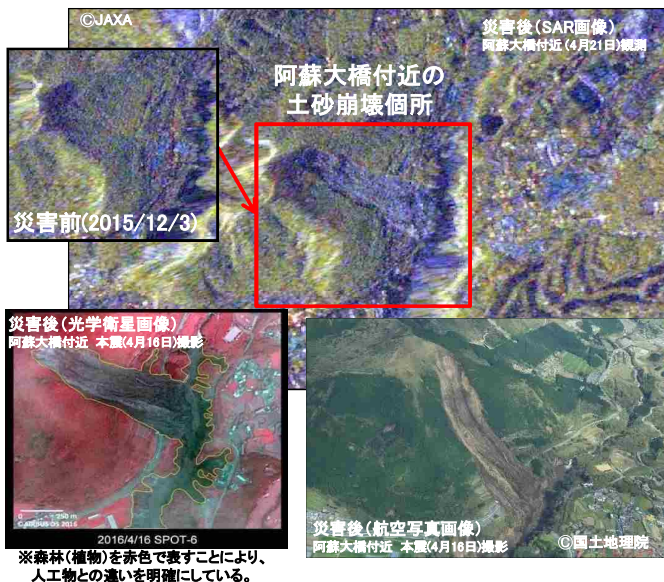 ©JAXA
災害後(SAR画像)
阿蘇大橋付近(4月21日)観測
阿蘇大橋付近の
土砂崩壊個所
災害前(2015/12/3)
災害後(光学衛星画像)
阿蘇大橋付近 本震(4月16日)撮影
0 250 m
©AIRBUS DS 2016
2016/4/16 SPOT-6
※森林(植物)を赤色で表すことにより、
人工物との違いを明確にしている。
災害後(航空写真画像)
阿蘇大橋付近 本震(4月16日)撮影
©国土地理院